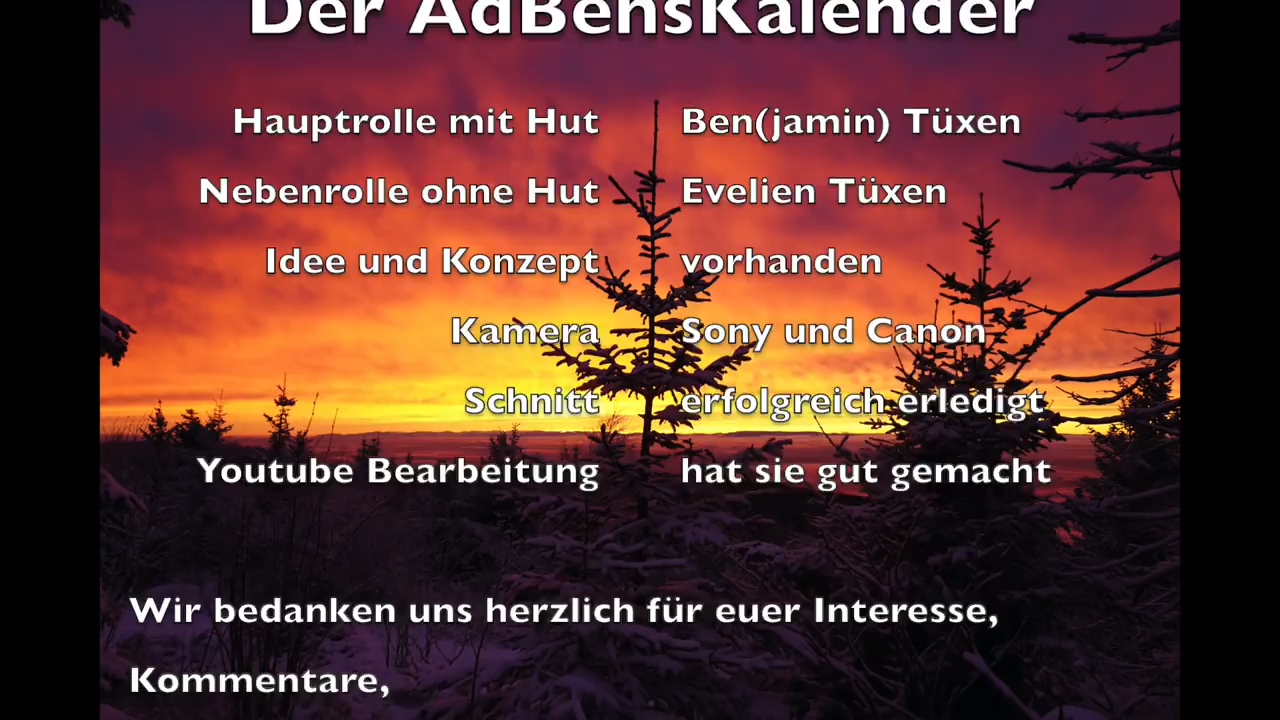 Der AdBensKalender
Hauptrolle mit Hut Ben(jamin) Tüxen
Nebenrolle ohne Hut Evelien Tüxen
Idee und Konzept vorhanden
Kamera Sony und Canon
Schnitt erfolgreich erledigt
Youtube Bearbeitung hat sie gut gemacht
Wir bedanken uns herzlich für euer Interesse,
Kommentare,